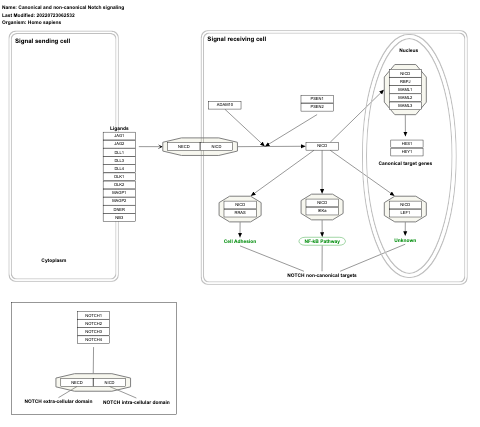 Name: Canonical and non-canonical Notch signaling
Last Modified: 20220723062532
Organism: Homo sapiens
Signal sending cell
Signal receiving cell
Nucleus
NICD
RBPJ
MAML1
MAML2
MAML3
PSEN1
PSEN2
ADAM10
Ligands
JAG1
JAG2
DLL1
DLL3
DLL4
DLK1
DLK2
MAGP1
MAGP2
DNER
NB3
NECD
NICD
NICD
HES1
HEY1
Canonical target genes
NICD
RRAS
NICD
IKKα
NICD
LEF1
Cell Adhesion
NF-kB Pathway
Unknown
Cytoplasm
NOTCH non-canonical targets
NOTCH1
NOTCH2
NOTCH3
NOTCH4
NECD
NICD
NOTCH extra-cellular domain
NOTCH intra-cellular domain